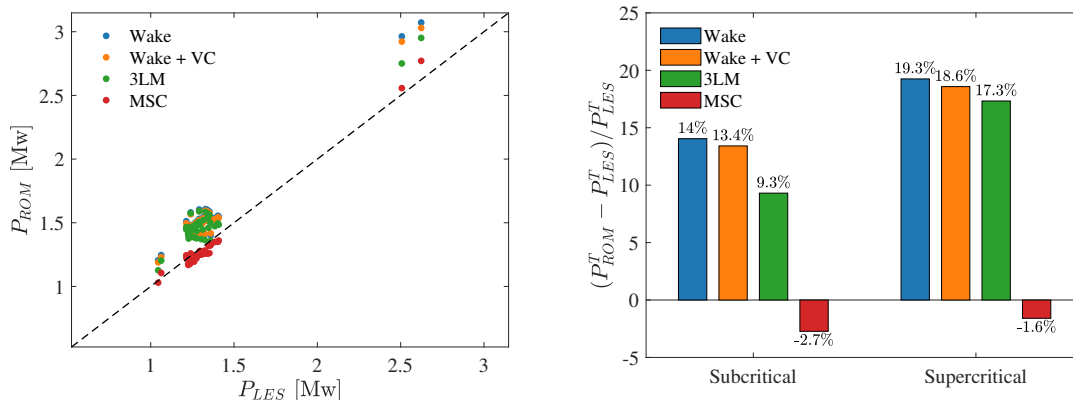 3
2.5
2
1.5
1
P_ROM [Mw]
Wake
Wake + VC
3LM
MSC
1 1.5 2 2.5 3
P_LES [Mw]
25
20
15
10
5
0
-5
(P^T_ROM − P^T_LES)/P^T_LES
Wake
Wake + VC
3LM
MSC
14%
13.4%
9.3%
-2.7%
19.3%
18.6%
17.3%
-1.6%
Subcritical Supercritical